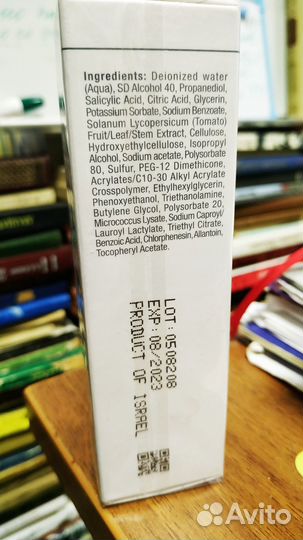 Ingredients: Deionized water
(Aqua), SD Alcohol 40, Propanediol,
Salicylic Acid, Citric Acid, Glycerin,
Potassium Sorbate, Sodium Benzoate,
Solanum Lycopersicum (Tomato)
Fruit/Leaf/Stem Extract, Cellulose,
Hydroxyethylcellulose, Isopropyl
Alcohol, Sodium acetate, Polysorbate
80, Sulfur, PEG-12 Dimethicone,
Acrylates/C10-30 Alkyl Acrylate
Crosspolymer, Ethylhexylglycerin,
Phenoxyethanol, Triethanolamine,
Butylene Glycol, Polysorbate 20,
Micrococcus Lysate, Sodium Caproyl/
Lauroyl Lactylate, Triethyl Citrate,
Benzoic Acid, Chlorphenesin, Allantoin,
Tocopheryl Acetate.
LOT: 0508208
EXP: 08/2023
PRODUCT OF ISRAEL
Avito